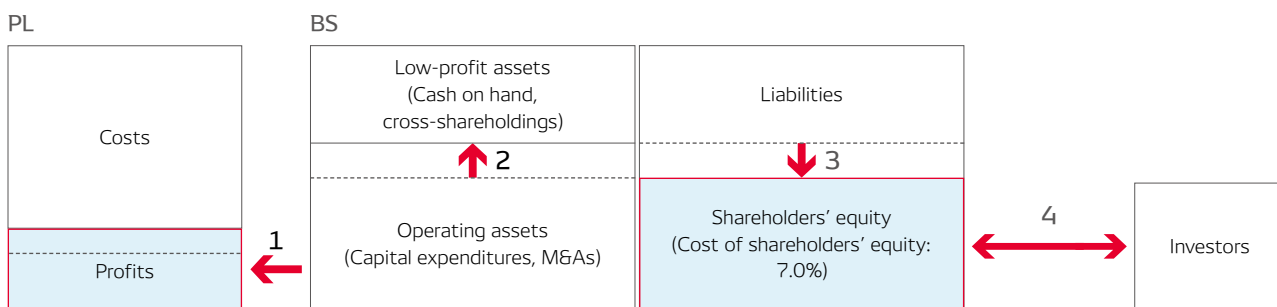 PL
BS
Costs
Profits
1
Low-profit assets
(Cash on hand,
cross-shareholdings)
2
Operating assets
(Capital expenditures, M&As)
Liabilities
3
Shareholders’ equity
(Cost of shareholders’ equity:
7.0%)
4
Investors